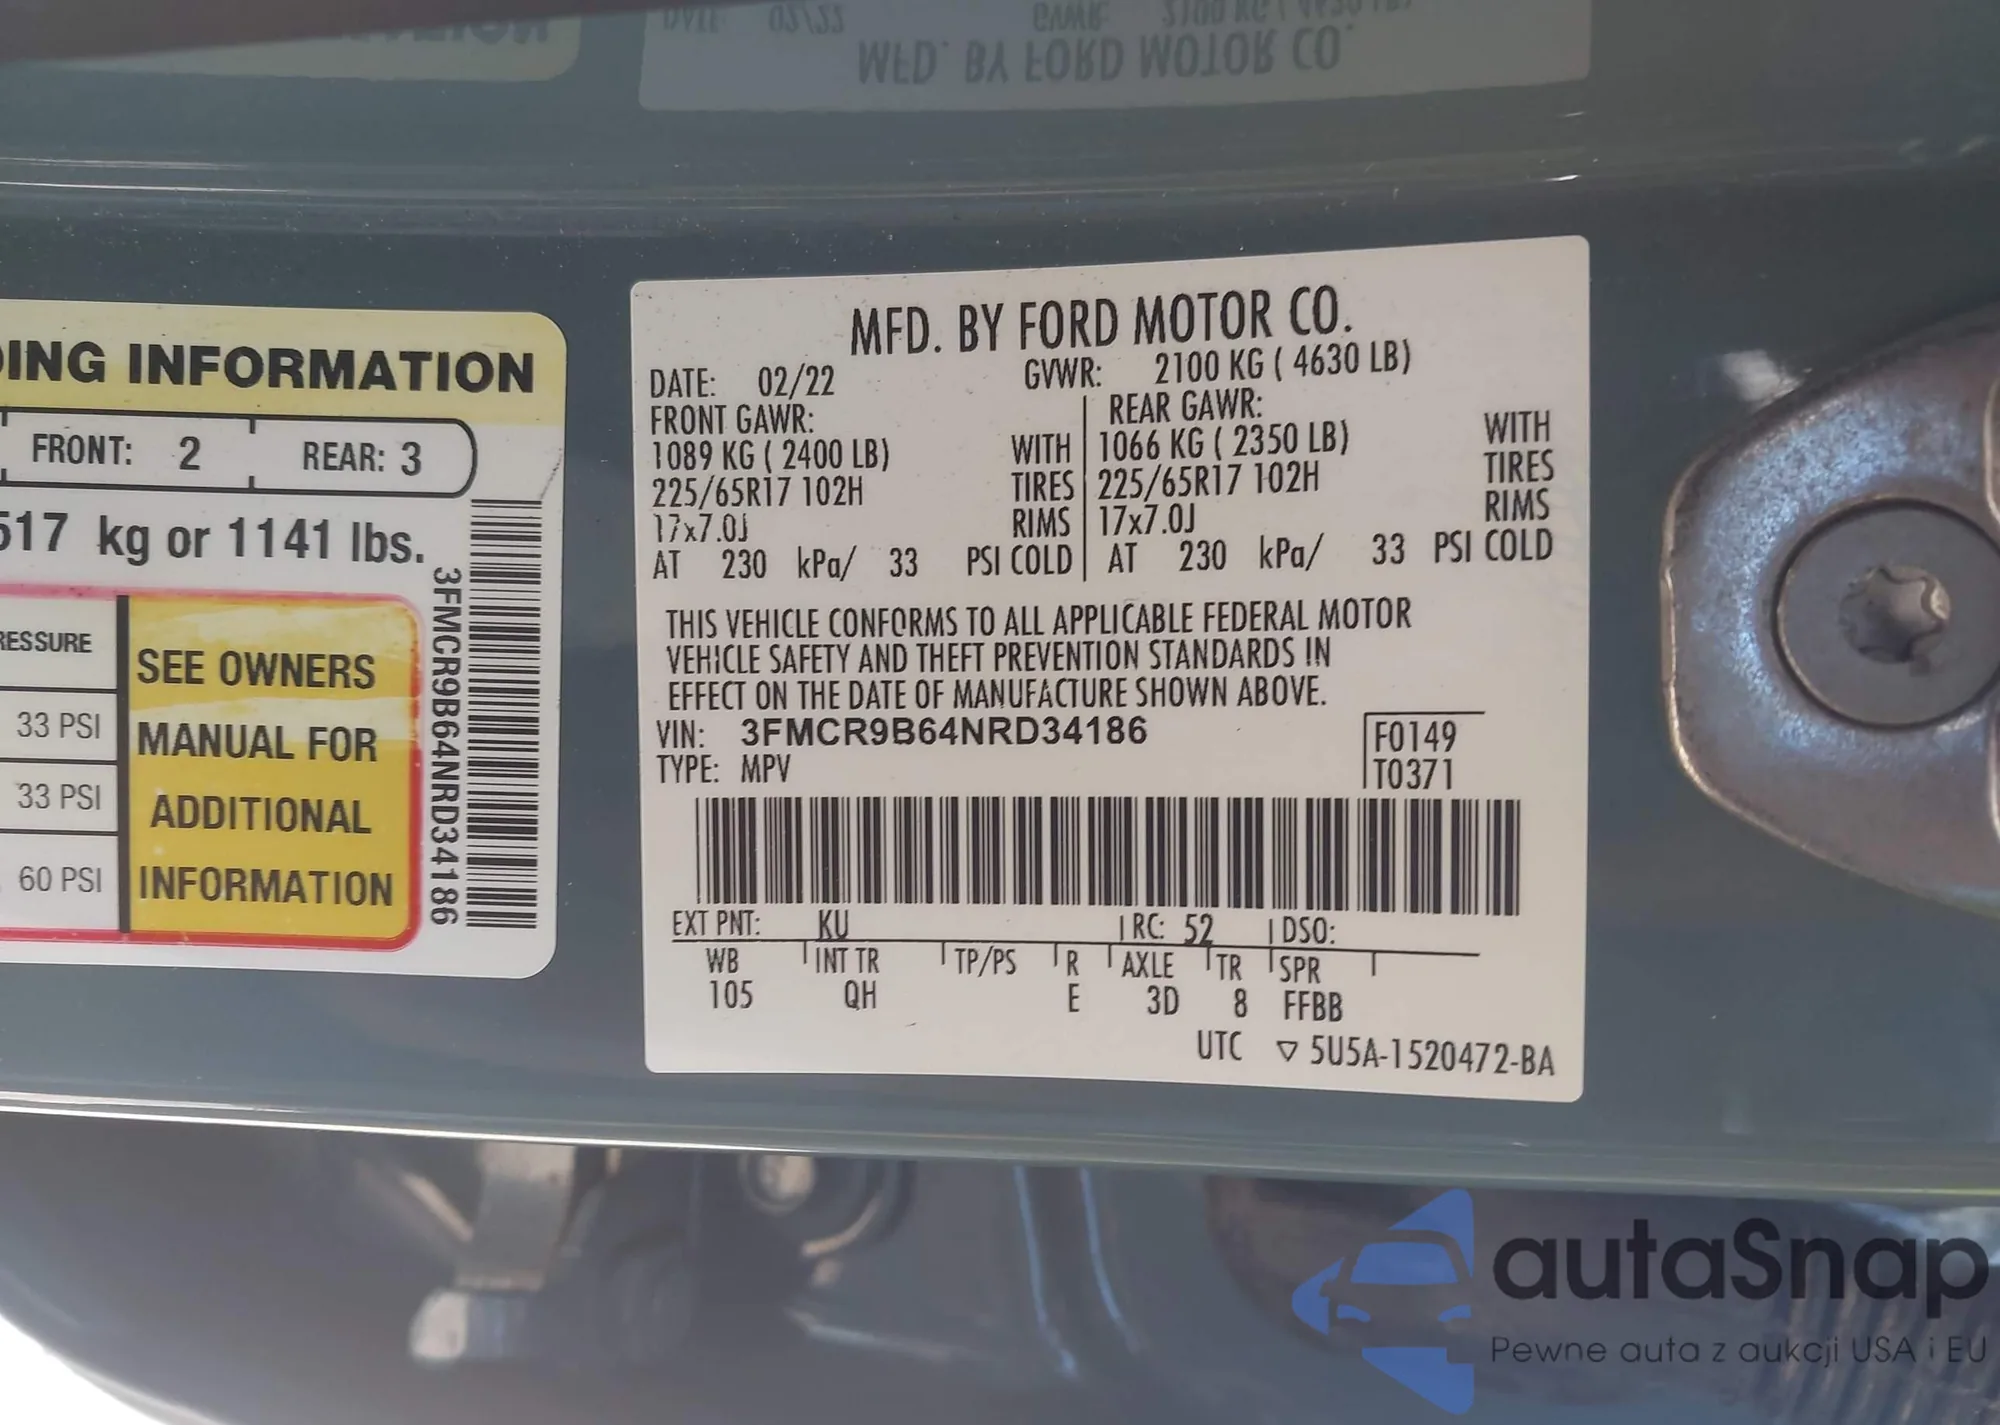 MFD. BY FORD MOTOR CO.
DATE: 02/22 GVWR: 2100 KG ( 4630 LB)
FRONT GAWR: REAR GAWR:
1089 KG ( 2400 LB) WITH 1066 KG ( 2350 LB) WITH
225/65R17 102H TIRES 225/65R17 102H TIRES
17x7.0J RIMS 17x7.0J RIMS
AT 230 kPa/ 33 PSI COLD AT 230 kPa/ 33 PSI COLD
THIS VEHICLE CONFORMS TO ALL APPLICABLE FEDERAL MOTOR
VEHICLE SAFETY AND THEFT PREVENTION STANDARDS IN
EFFECT ON THE DATE OF MANUFACTURE SHOWN ABOVE.
VIN: 3FMCR9B64NRD34186 F0149
TYPE: MPV T0371
EXT PNT: KU RC: 52 DSO:
WB INT TR TP/PS R AXLE TR SPR
105 QH E 3D 8 FFBB
UTC ▽ 5U5A-1520472-BA
ING INFORMATION
FRONT: 2 REAR: 3
517 kg or 1141 lbs.
RESSURE
33 PSI
33 PSI
60 PSI
SEE OWNERS
MANUAL FOR
ADDITIONAL
INFORMATION
3FMCR9B64NRD34186
MFD. BY FORD MOTOR CO.
autaSnap
Pewne auta z aukcji USA i EU